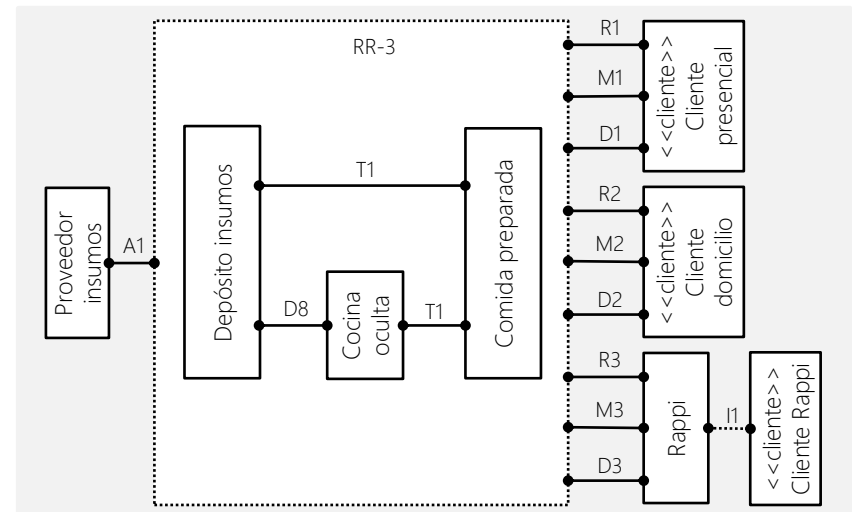 RR-3
Proveedor
insumos
A1
Depósito insumos
T1
D8
Cocina
oculta
T1
Comida preparada
R1
M1
D1
<<cliente>>
Cliente
presencial
R2
M2
D2
<<cliente>>
Cliente
domicilio
R3
M3
D3
Rappi
I1
<<cliente>>
Cliente Rappi